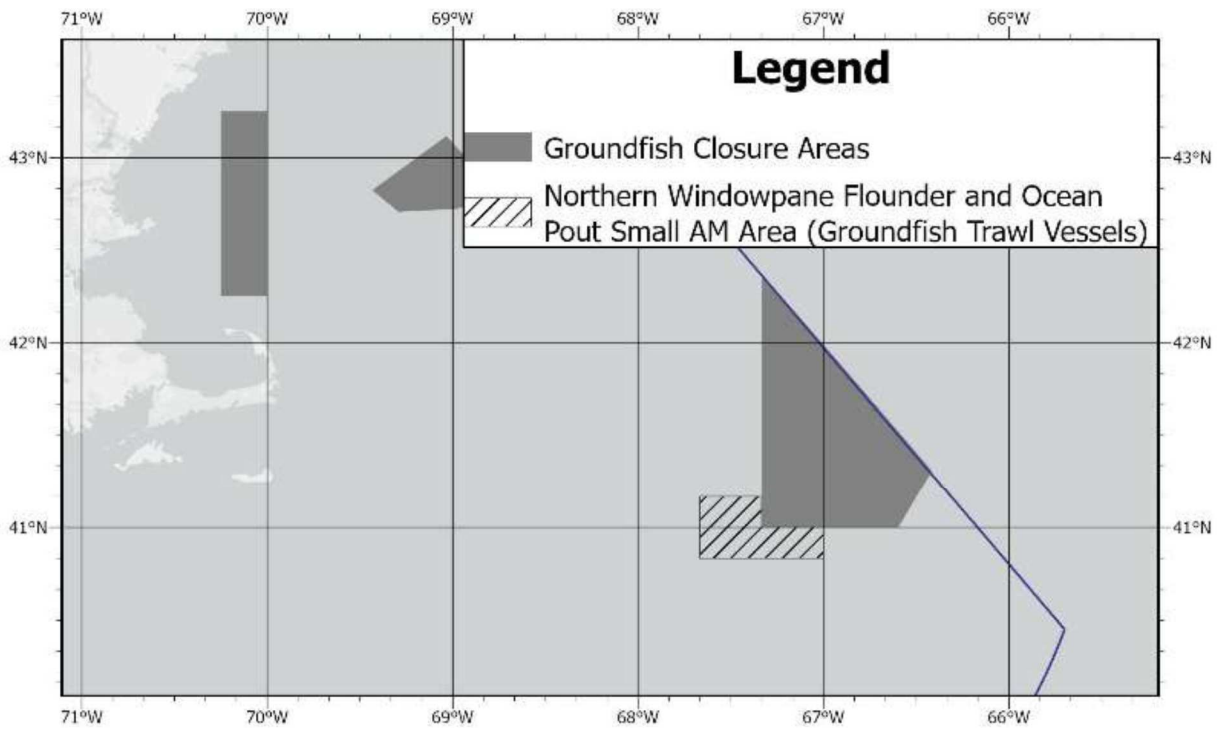 71°W 70°W 69°W 68°W 67°W 66°W
Legend
43°N 43°N
Groundfish Closure Areas
Northern Windowpane Flounder and Ocean
Pout Small AM Area (Groundfish Trawl Vessels)
42°N 42°N
41°N 41°N
71°W 70°W 69°W 68°W 67°W 66°W